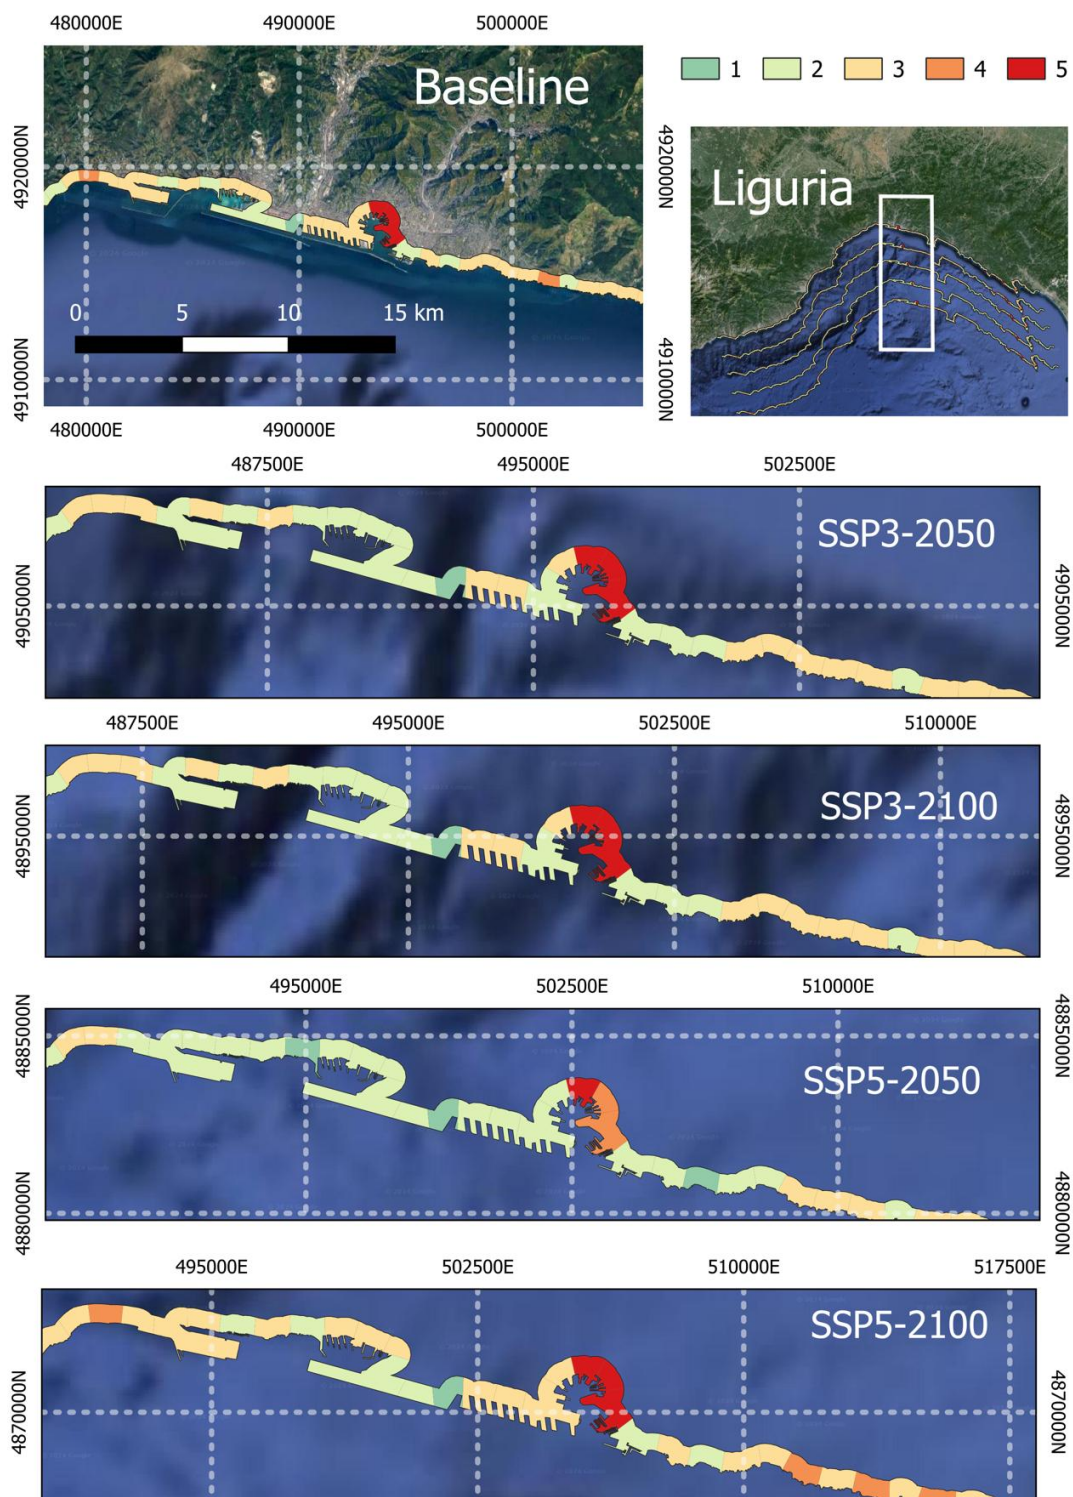 480000E 490000E 500000E
Baseline
1 2 3 4 5
4920000N
4910000N
0 5 10 15 km
480000E 490000E 500000E
Liguria
4920000N
4910000N
487500E 495000E 502500E
SSP3-2050
4905000N
4905000N
487500E 495000E 502500E 510000E
SSP3-2100
4895000N
4895000N
495000E 502500E 510000E
SSP5-2050
4885000N
4880000N
4885000N
4880000N
495000E 502500E 510000E 517500E
SSP5-2100
4870000N
4870000N